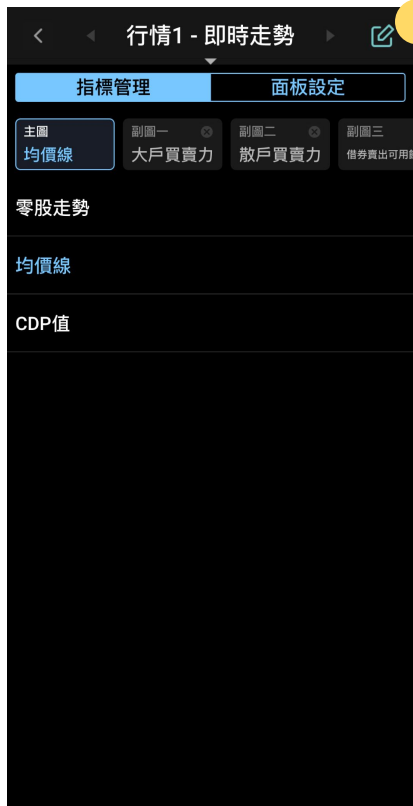 行情1 - 即時走勢
指標管理 面板設定
主圖 副圖一 副圖二 副圖三
均價線 大戶買賣力 散戶買賣力 借券賣出可用
零股走勢
均價線
CDP值